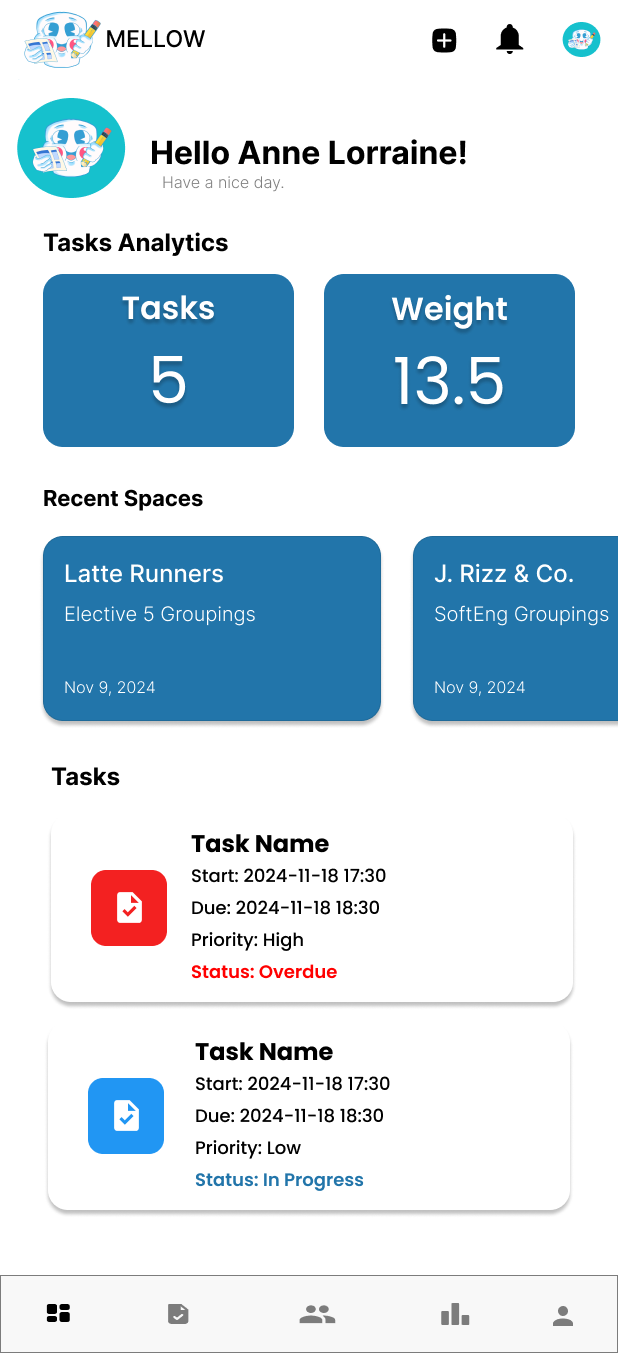 MELLOW
Hello Anne Lorraine!
Have a nice day.
Tasks Analytics
Tasks
5
Weight
13.5
Recent Spaces
Latte Runners
Elective 5 Groupings
Nov 9, 2024
J. Rizz & Co.
SoftEng Groupings
Nov 9, 2024
Tasks
Task Name
Start: 2024-11-18 17:30
Due: 2024-11-18 18:30
Priority: High
Status: Overdue
Task Name
Start: 2024-11-18 17:30
Due: 2024-11-18 18:30
Priority: Low
Status: In Progress